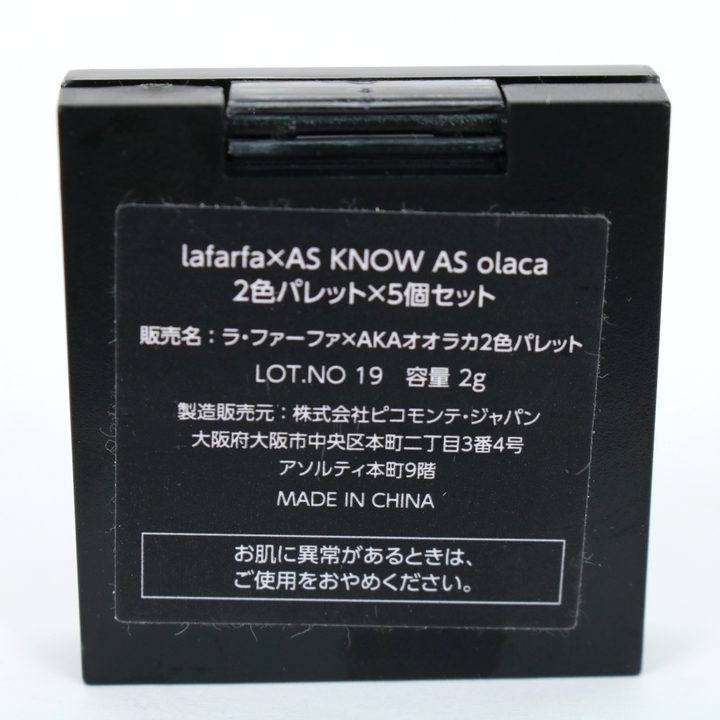 lafarfa×AS KNOW AS olaca
2色パレット×5個セット
販売名：ラ・ファーファ×AKAオオラカ2色パレット
LOT.NO 19　容量 2g
製造販売元：株式会社ピコモンテ・ジャパン
大阪府大阪市中央区本町二丁目3番4号
アソルティ本町9階
MADE IN CHINA
お肌に異常があるときは、
ご使用をおやめください。